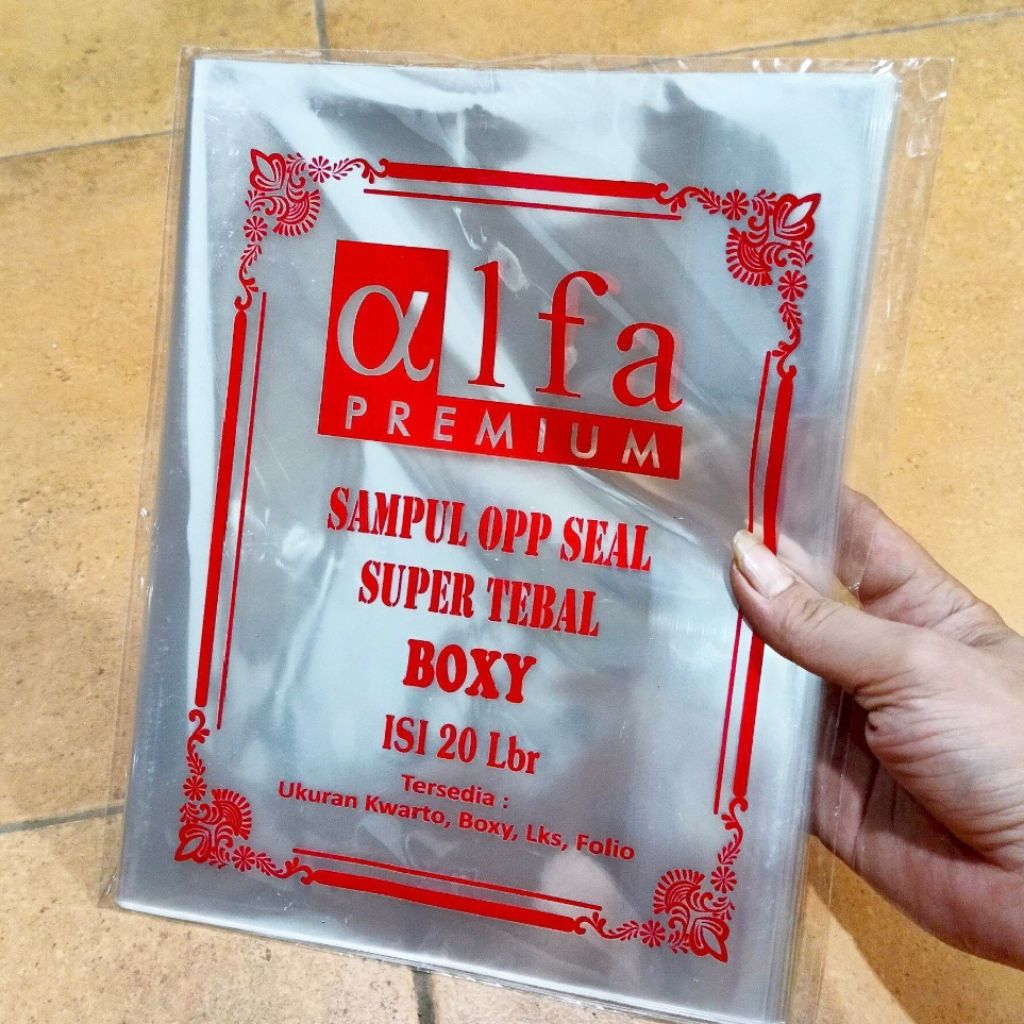 αlfa
PREMIUM
SAMPUL OPP SEAL
SUPER TEBAL
BOXY
ISI 20 Lbr
Tersedia :
Ukuran Kwarto, Boxy, Lks, Folio